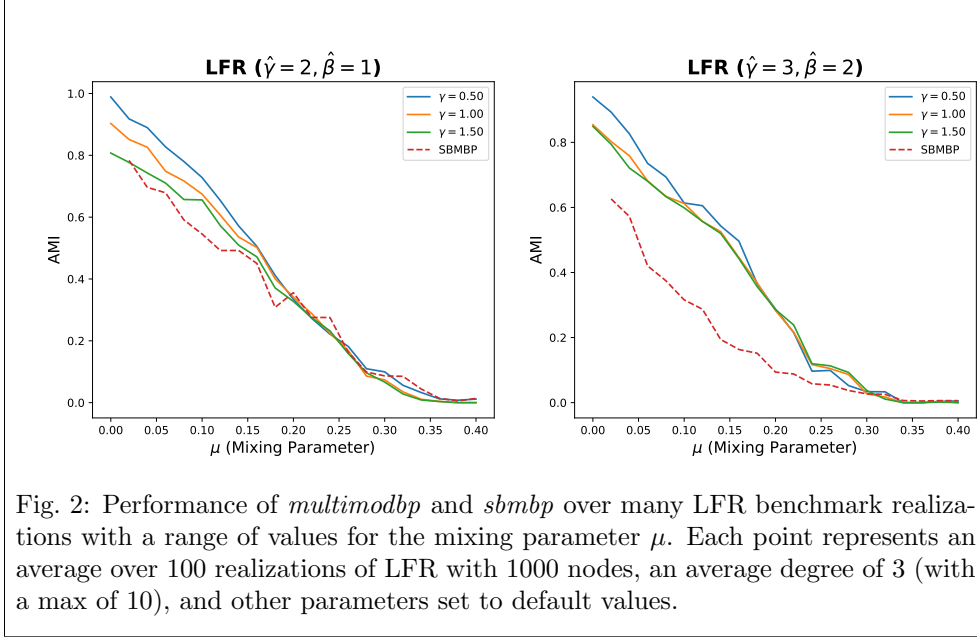 LFR (γ̂ = 2, β̂ = 1)
1.0
0.8
0.6
0.4
0.2
0.0
AMI
0.00 0.05 0.10 0.15 0.20 0.25 0.30 0.35 0.40
μ (Mixing Parameter)
γ = 0.50
γ = 1.00
γ = 1.50
SBMBP
LFR (γ̂ = 3, β̂ = 2)
0.8
0.6
0.4
0.2
0.0
AMI
0.00 0.05 0.10 0.15 0.20 0.25 0.30 0.35 0.40
μ (Mixing Parameter)
γ = 0.50
γ = 1.00
γ = 1.50
SBMBP
Fig. 2: Performance of multimodbp and sbmbp over many LFR benchmark realiza-
tions with a range of values for the mixing parameter μ. Each point represents an
average over 100 realizations of LFR with 1000 nodes, an average degree of 3 (with
a max of 10), and other parameters set to default values.